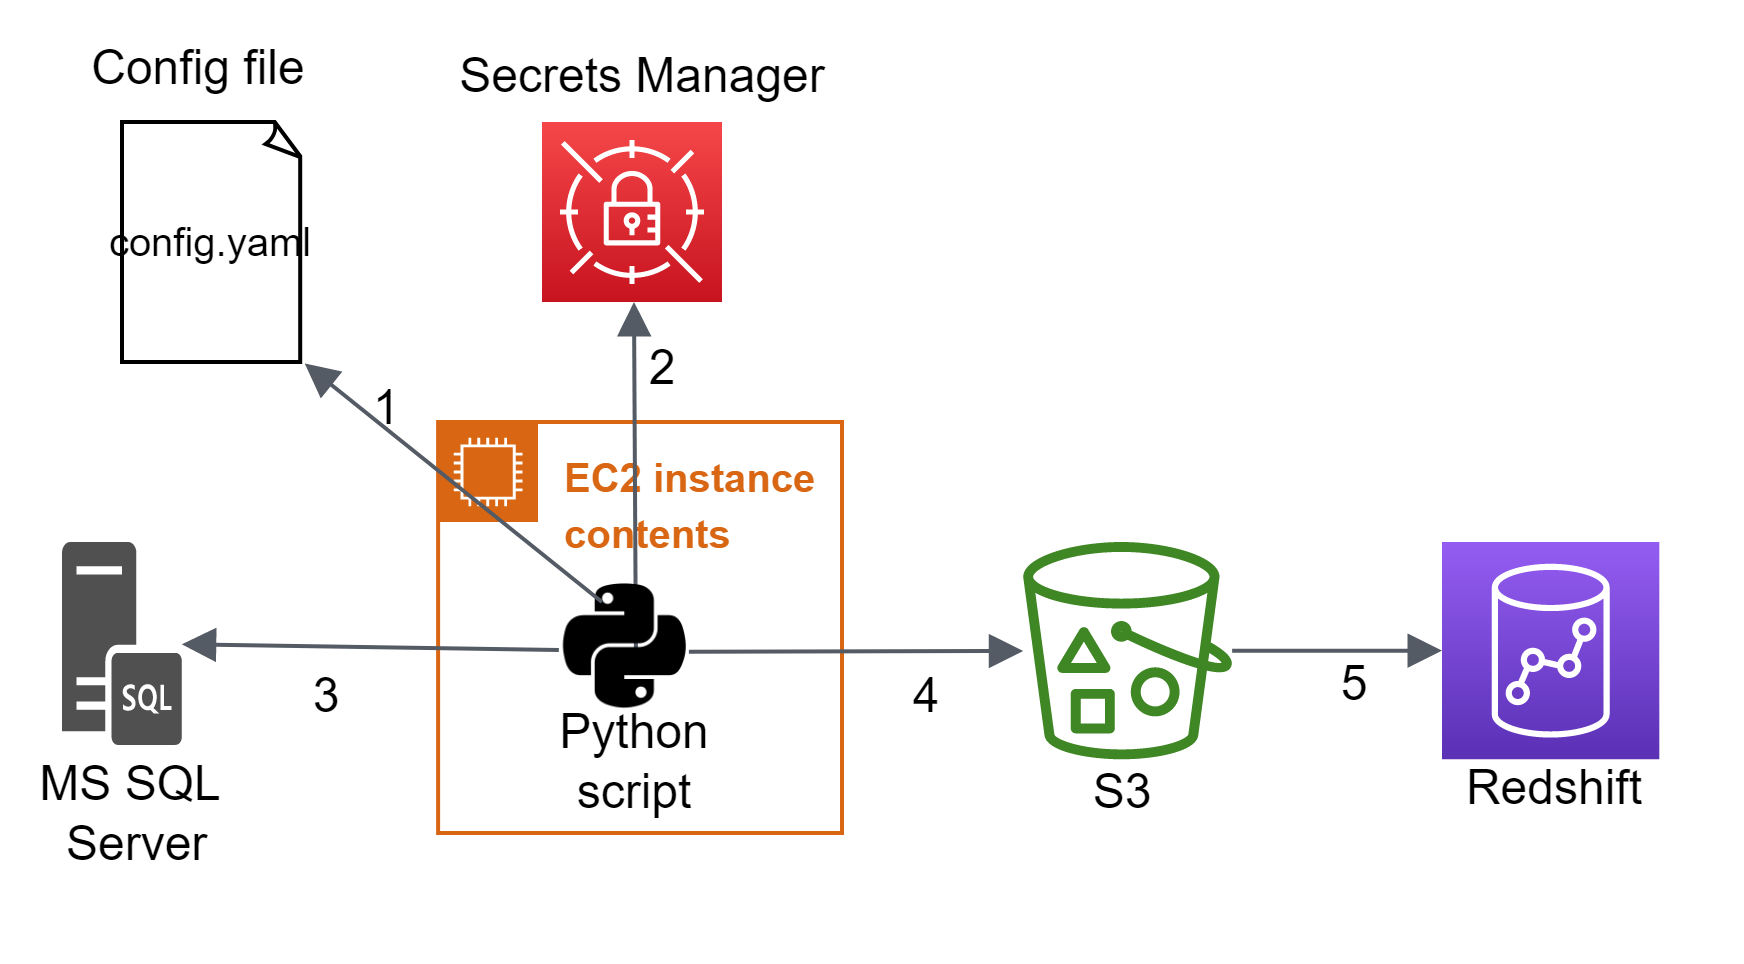 Config file
Secrets Manager
config.yaml
2
1
EC2 instance
contents
SQL
3
4
5
Python
script
MS SQL
Server
S3
Redshift